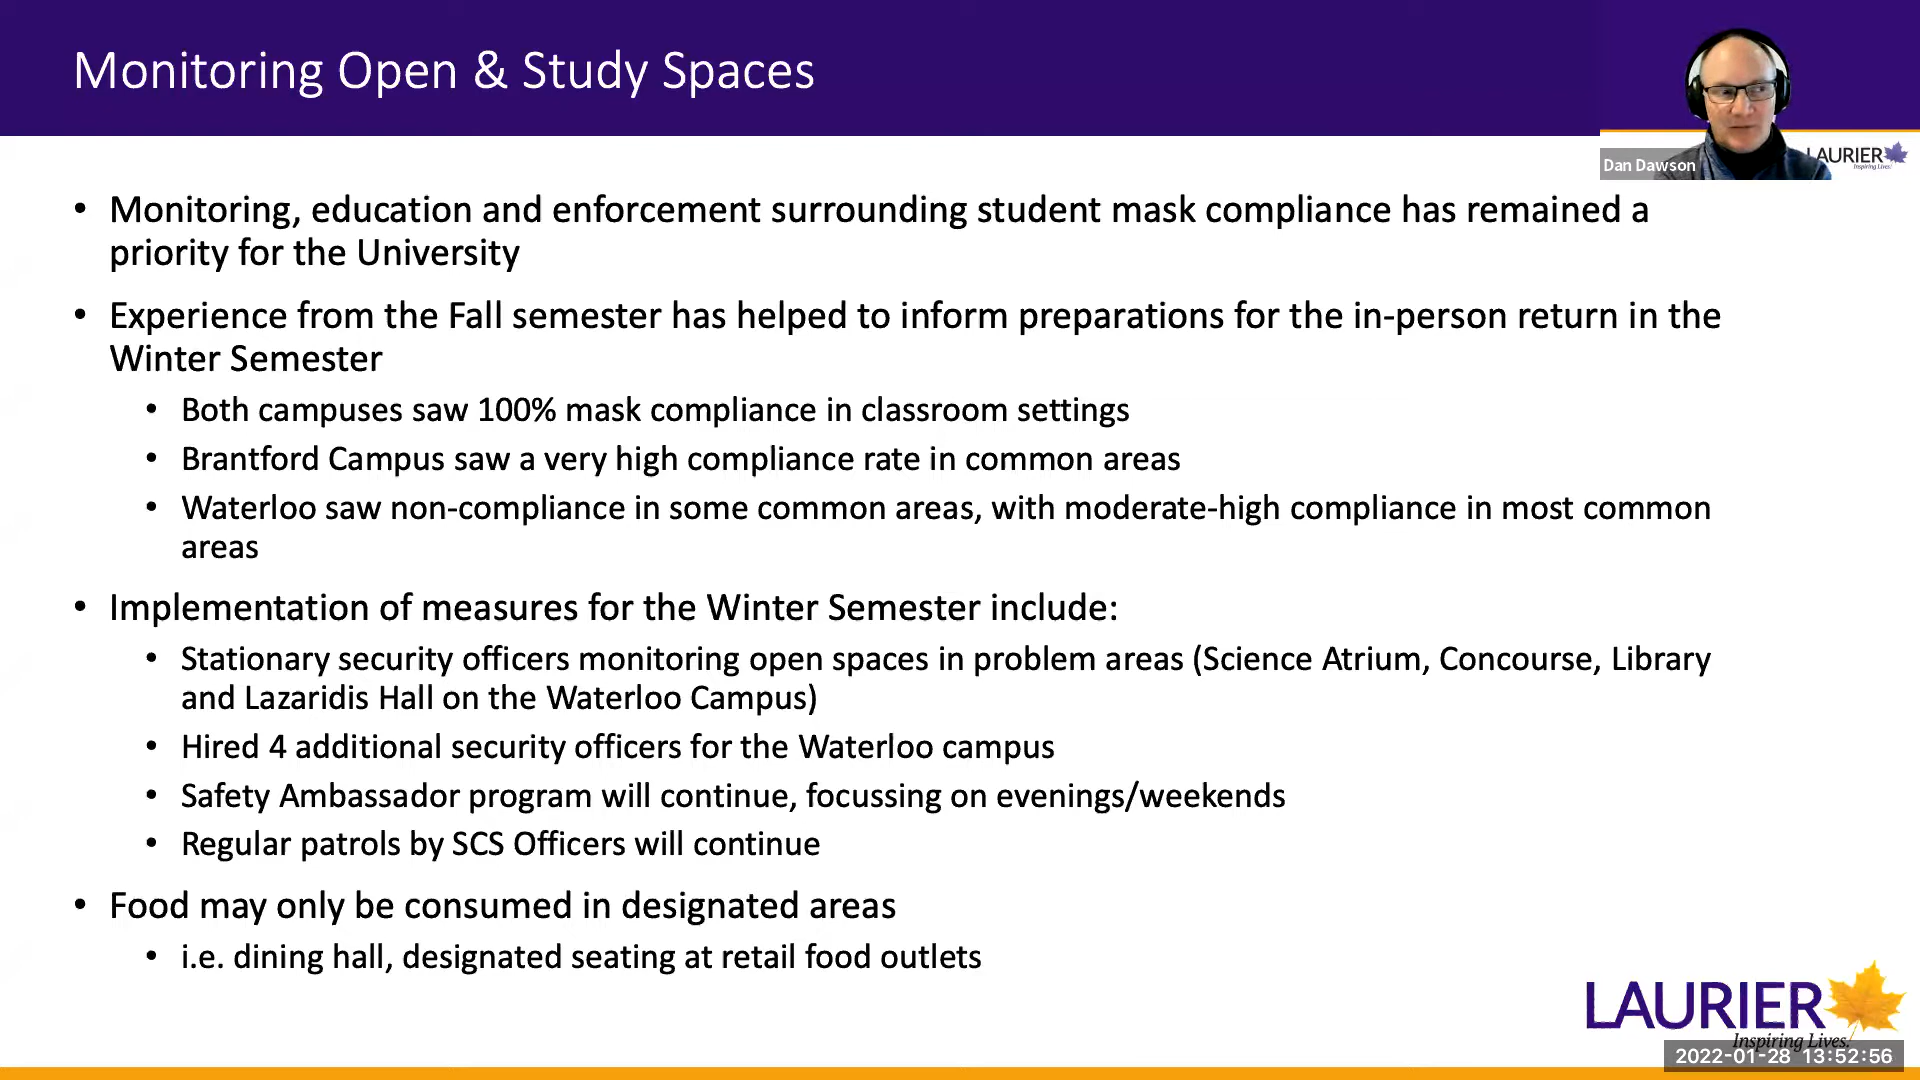 Monitoring Open & Study Spaces
Dan Dawson
LAURIER
Inspiring Lives.
• Monitoring, education and enforcement surrounding student mask compliance has remained a
priority for the University
• Experience from the Fall semester has helped to inform preparations for the in-person return in the
Winter Semester
• Both campuses saw 100% mask compliance in classroom settings
• Brantford Campus saw a very high compliance rate in common areas
• Waterloo saw non-compliance in some common areas, with moderate-high compliance in most common
areas
• Implementation of measures for the Winter Semester include:
• Stationary security officers monitoring open spaces in problem areas (Science Atrium, Concourse, Library
and Lazaridis Hall on the Waterloo Campus)
• Hired 4 additional security officers for the Waterloo campus
• Safety Ambassador program will continue, focussing on evenings/weekends
• Regular patrols by SCS Officers will continue
• Food may only be consumed in designated areas
• i.e. dining hall, designated seating at retail food outlets
LAURIER
Inspiring Lives.
2022-01-28 13:52:56